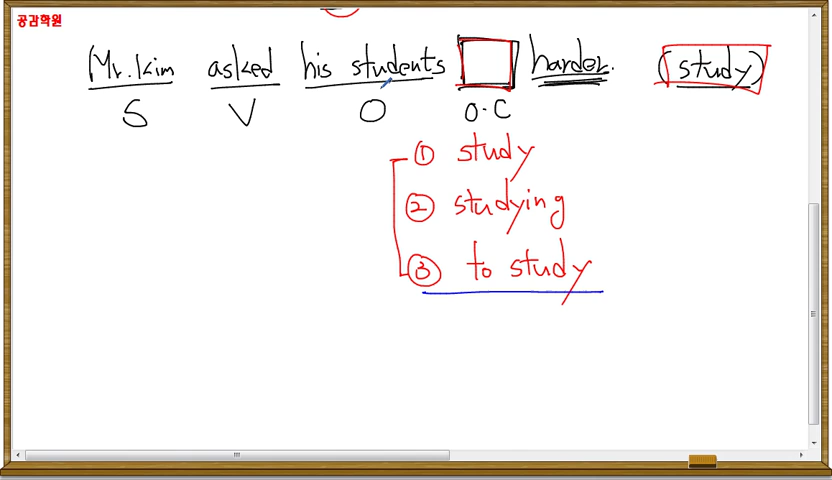 공감학원
Mr. Kim asked his students harder. (study)
S V O O.C
① study
② studying
③ to study